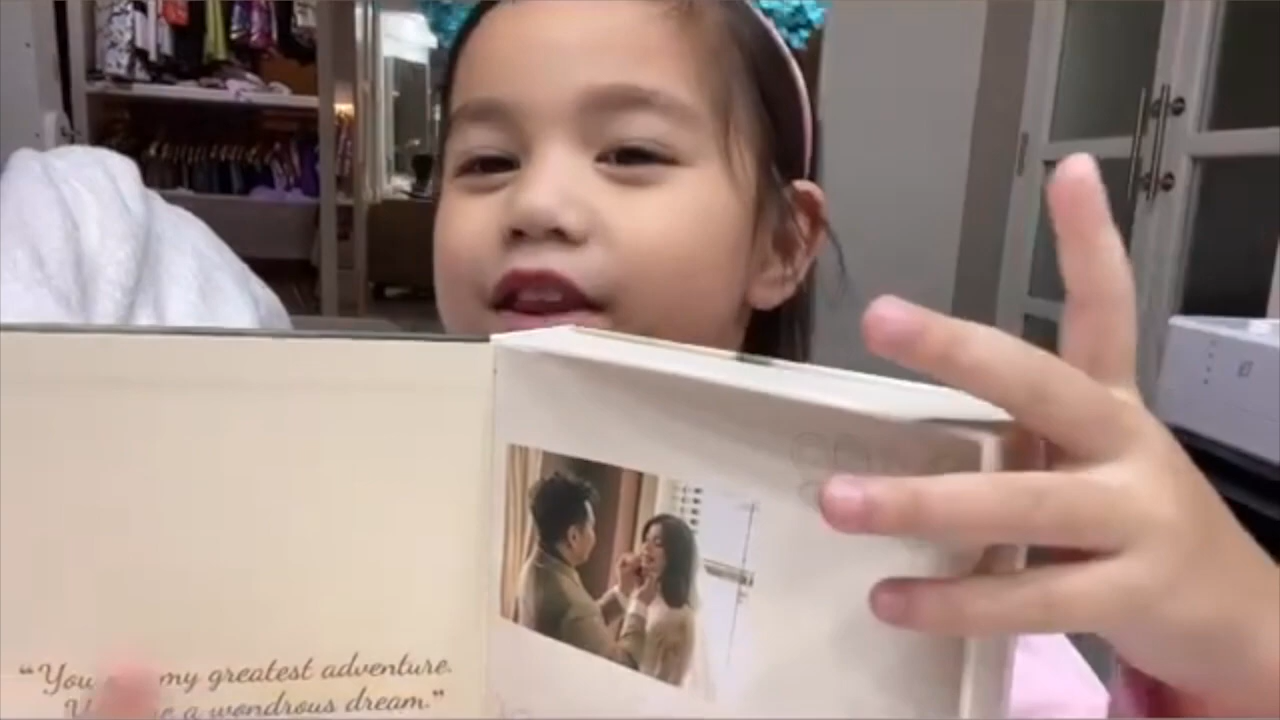 “You my greatest adventure.
a wondrous dream.”